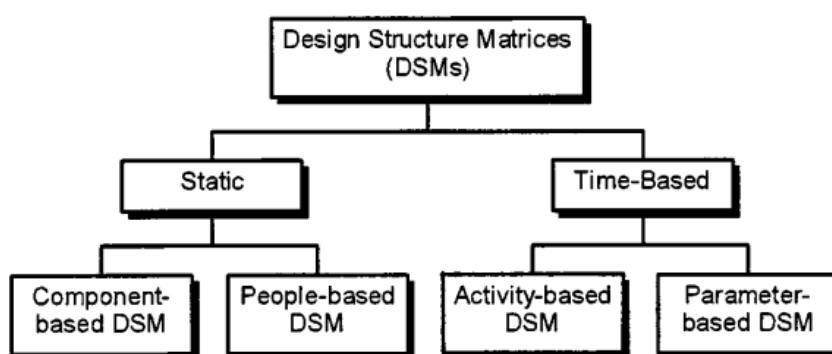 Design Structure Matrices
(DSMs)
Static
Time-Based
Component-
based DSM
People-based
DSM
Activity-based
DSM
Parameter-
based DSM